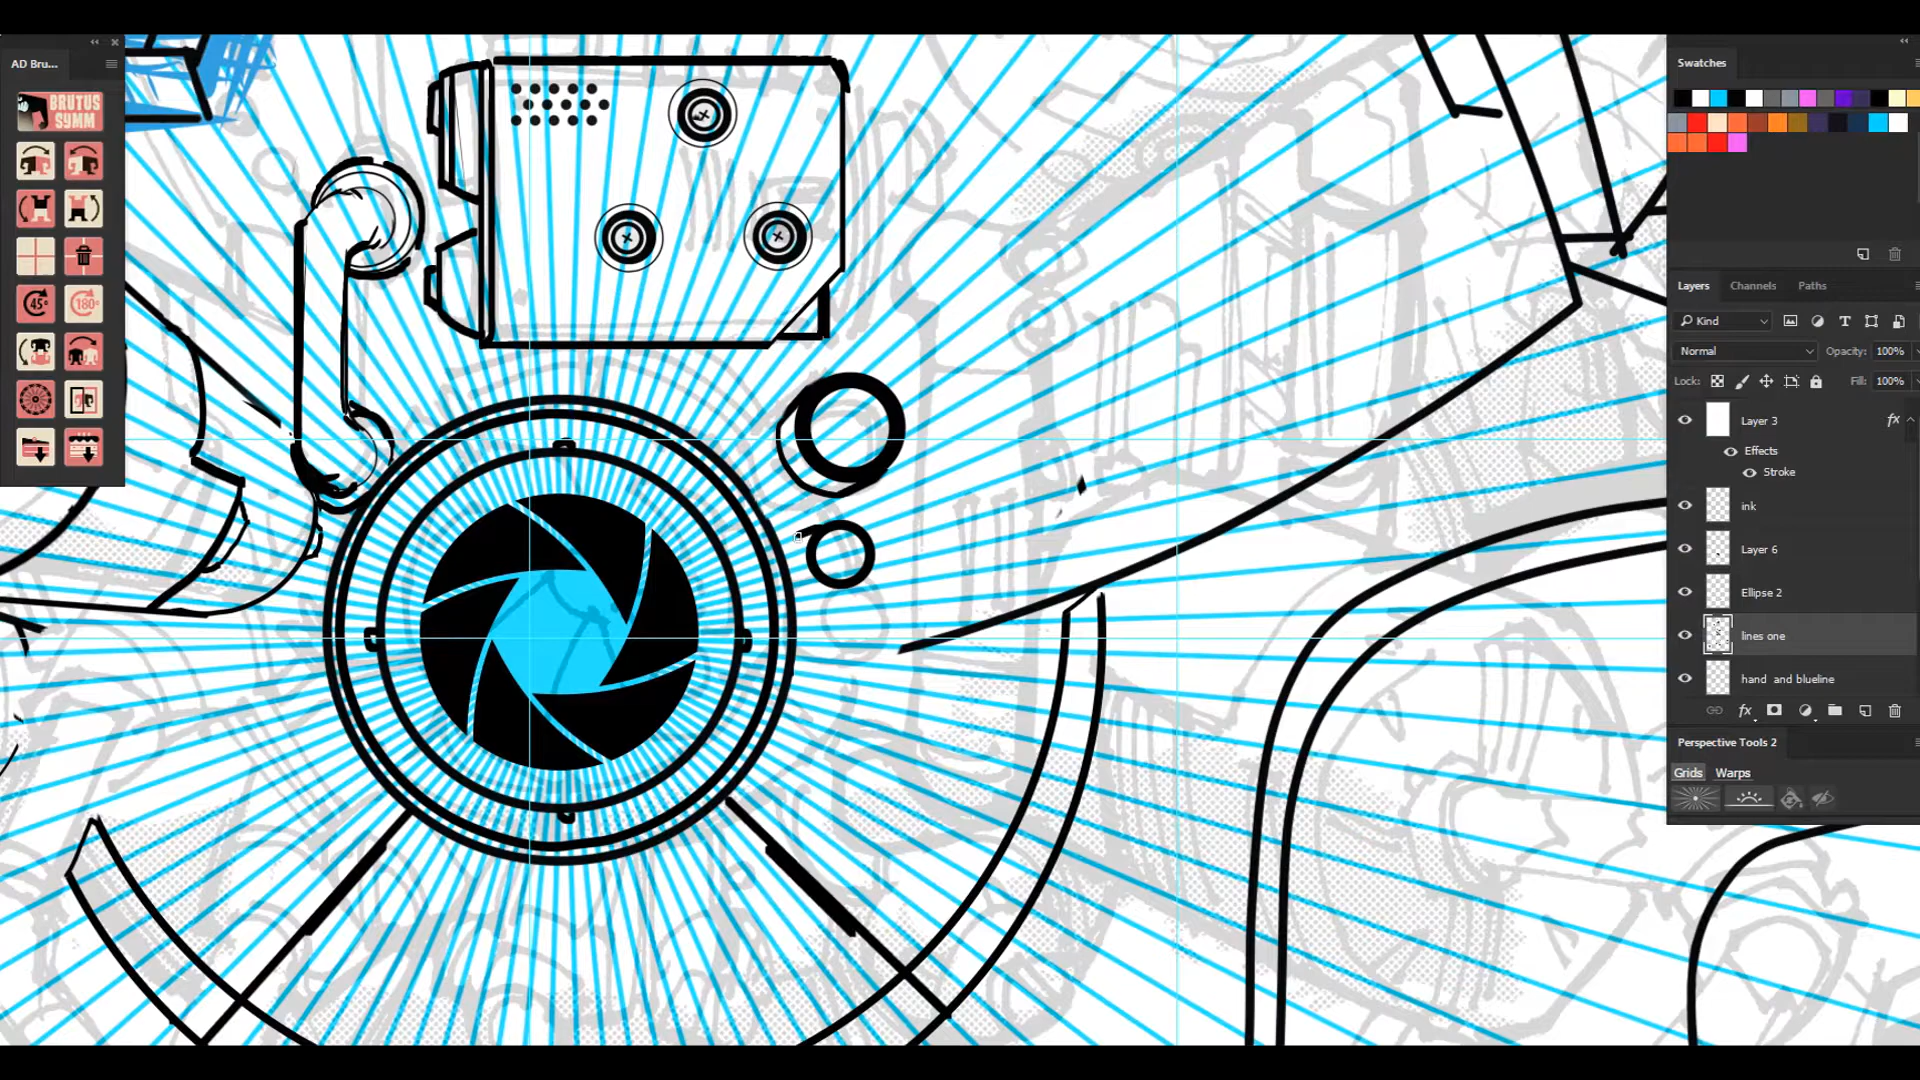 AD Bru...
BRUTUS
SYMM
45°
180°
Swatches
Layers Channels Paths
Kind
Normal Opacity: 100%
Lock: Fill: 100%
Layer 3 fx
Effects
Stroke
ink
Layer 6
Ellipse 2
lines one
hand and blueline
fx
Perspective Tools 2
Grids Warps